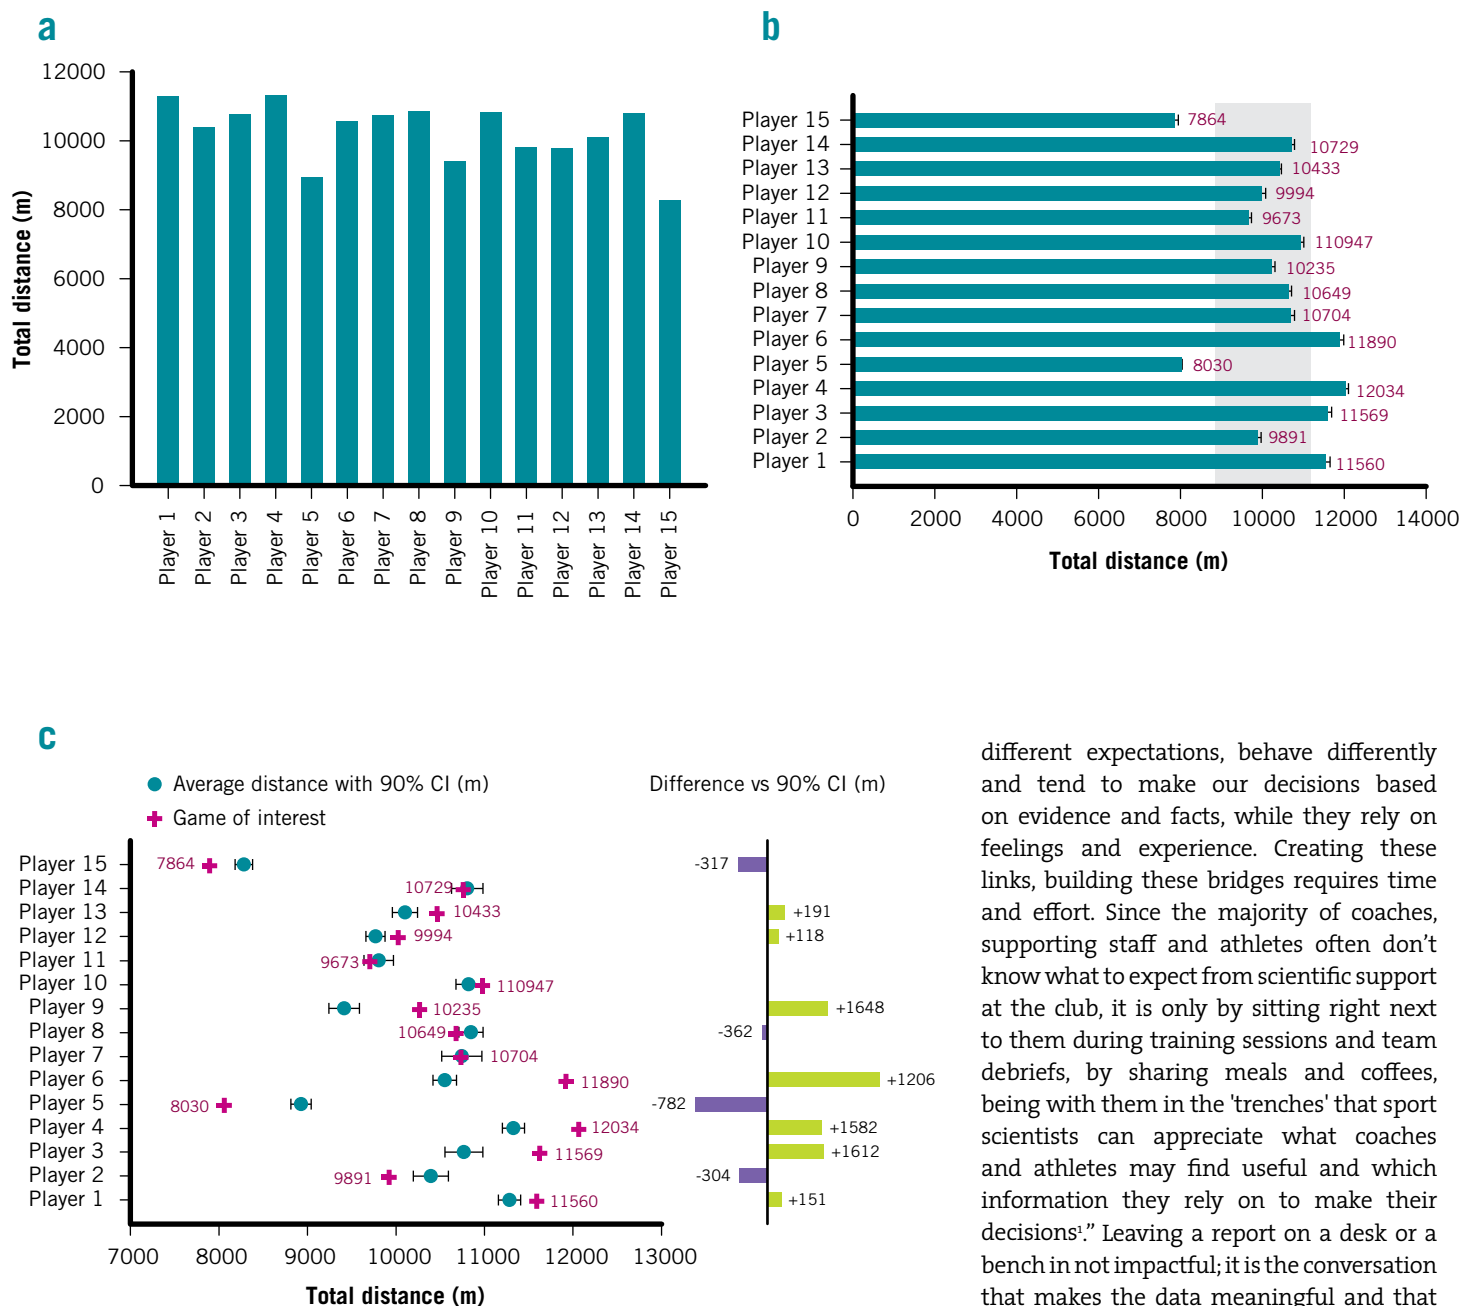 a
12000
10000
8000
6000
4000
2000
0
Total distance (m)
Player 1
Player 2
Player 3
Player 4
Player 5
Player 6
Player 7
Player 8
Player 9
Player 10
Player 11
Player 12
Player 13
Player 14
Player 15
b
Player 15 7864
Player 14 10729
Player 13 10433
Player 12 9994
Player 11 9673
Player 10 110947
Player 9 10235
Player 8 10649
Player 7 10704
Player 6 11890
Player 5 8030
Player 4 12034
Player 3 11569
Player 2 9891
Player 1 11560
0 2000 4000 6000 8000 10000 12000 14000
Total distance (m)
c
Average distance with 90% CI (m)
Game of interest
Difference vs 90% CI (m)
Player 15 7864 -317
Player 14 10729
Player 13 10433 +191
Player 12 9994 +118
Player 11 9673
Player 10 110947
Player 9 10235 +1648
Player 8 10649 -362
Player 7 10704
Player 6 11890 +1206
Player 5 8030 -782
Player 4 12034 +1582
Player 3 11569 +1612
Player 2 9891 -304
Player 1 11560 +151
7000 8000 9000 10000 11000 12000 13000
Total distance (m)
different expectations, behave differently
and tend to make our decisions based
on evidence and facts, while they rely on
feelings and experience. Creating these
links, building these bridges requires time
and effort. Since the majority of coaches,
supporting staff and athletes often don't
know what to expect from scientific support
at the club, it is only by sitting right next
to them during training sessions and team
debriefs, by sharing meals and coffees,
being with them in the 'trenches' that sport
scientists can appreciate what coaches
and athletes may find useful and which
information they rely on to make their
decisions¹." Leaving a report on a desk or a
bench in not impactful; it is the conversation
that makes the data meaningful and that